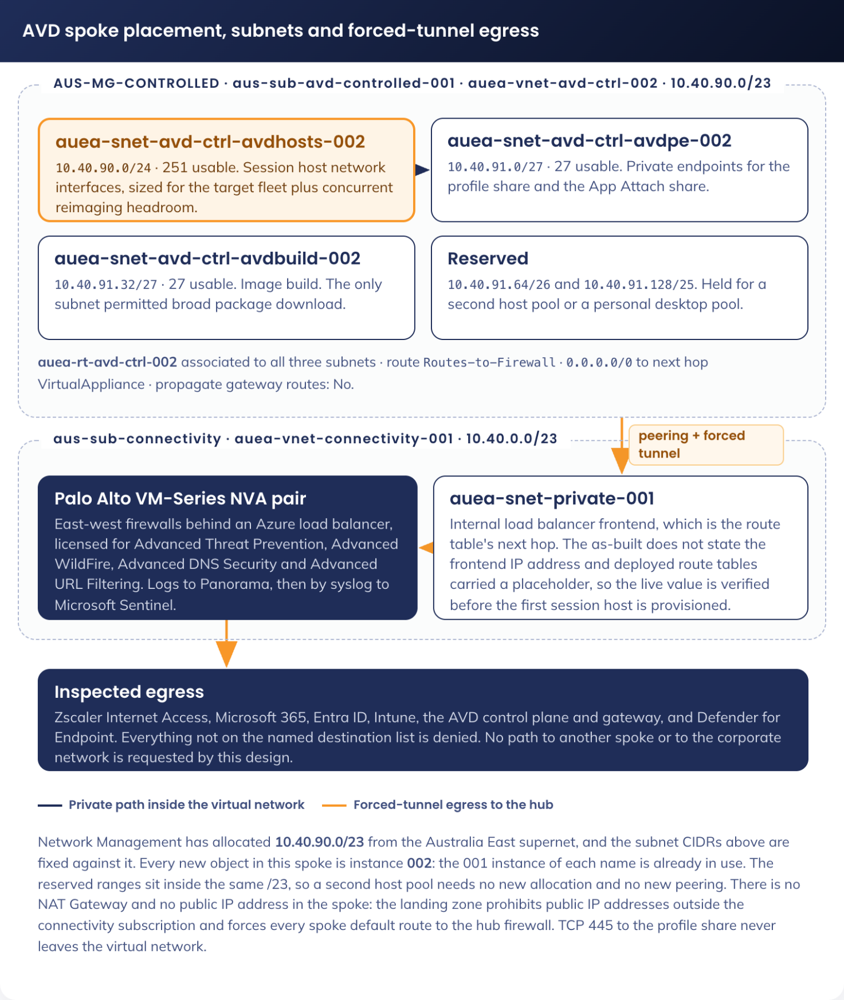 AVD spoke placement, subnets and forced-tunnel egress
AUS-MG-CONTROLLED · aus-sub-avd-controlled-001 · auea-vnet-avd-ctrl-002 · 10.40.90.0/23
auea-snet-avd-ctrl-avdhosts-002
10.40.90.0/24 · 251 usable. Session host network
interfaces, sized for the target fleet plus concurrent
reimaging headroom.
auea-snet-avd-ctrl-avdpe-002
10.40.91.0/27 · 27 usable. Private endpoints for the
profile share and the App Attach share.
auea-snet-avd-ctrl-avdbuild-002
10.40.91.32/27 · 27 usable. Image build. The only
subnet permitted broad package download.
Reserved
10.40.91.64/26 and 10.40.91.128/25. Held for a
second host pool or a personal desktop pool.
auea-rt-avd-ctrl-002 associated to all three subnets · route Routes-to-Firewall · 0.0.0.0/0 to next hop
VirtualAppliance · propagate gateway routes: No.
peering + forced
tunnel
aus-sub-connectivity · auea-vnet-connectivity-001 · 10.40.0.0/23
Palo Alto VM-Series NVA pair
East-west firewalls behind an Azure load balancer,
licensed for Advanced Threat Prevention, Advanced
WildFire, Advanced DNS Security and Advanced
URL Filtering. Logs to Panorama, then by syslog to
Microsoft Sentinel.
auea-snet-private-001
Internal load balancer frontend, which is the route
table's next hop. The as-built does not state the
frontend IP address and deployed route tables
carried a placeholder, so the live value is verified
before the first session host is provisioned.
Inspected egress
Zscaler Internet Access, Microsoft 365, Entra ID, Intune, the AVD control plane and gateway, and Defender for
Endpoint. Everything not on the named destination list is denied. No path to another spoke or to the corporate
network is requested by this design.
Private path inside the virtual network
Forced-tunnel egress to the hub
Network Management has allocated 10.40.90.0/23 from the Australia East supernet, and the subnet CIDRs above are
fixed against it. Every new object in this spoke is instance 002: the 001 instance of each name is already in use. The
reserved ranges sit inside the same /23, so a second host pool needs no new allocation and no new peering. There is no
NAT Gateway and no public IP address in the spoke: the landing zone prohibits public IP addresses outside the
connectivity subscription and forces every spoke default route to the hub firewall. TCP 445 to the profile share never
leaves the virtual network.